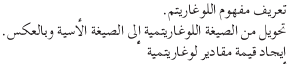 تعريف مفهوم اللوغاريتم.
تحويل من الصيغة اللوغاريتمية إلى الصيغة الأسية وبالعكس.
إيجاد قيمة مقادير لوغاريتمية